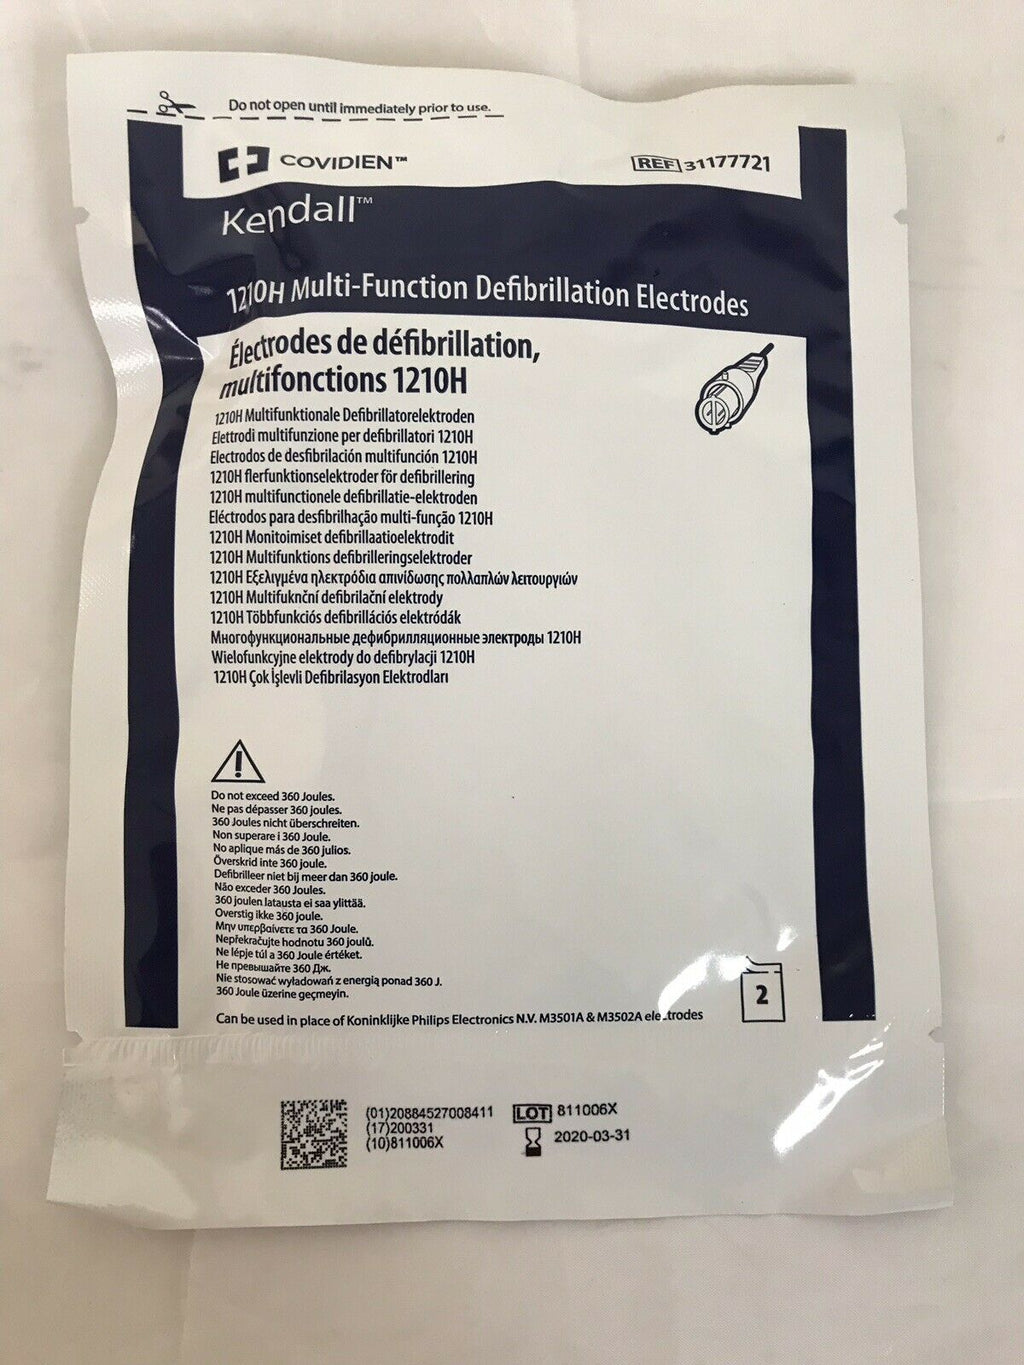 Do not open until immediately prior to use.
COVIDIEN™
REF 31177721
Kendall™
1210H Multi-Function Defibrillation Electrodes
Électrodes de défibrillation,
multifonctions 1210H
1210H Multifunktionale Defibrillatorelektroden
Elettrodi multifunzione per defibrillatori 1210H
Electrodos de desfibrilación multifunción 1210H
1210H flerfunktionselektroder för defibrillering
1210H multifunctionele defibrillatie-elektroden
Eléctrodos para desfibrilhação multi-função 1210H
1210H Monitoimiset defibrillaatioelektrodit
1210H Multifunktions defibrilleringselektroder
1210H Εξελιγμένα ηλεκτρόδια απινίδωσης πολλαπλών λειτουργιών
1210H Multifuknční defibrilační elektrody
1210H Többfunkciós defibrillációs elektródák
Многофункциональные дефибрилляционные электроды 1210H
Wielofunkcyjne elektrody do defibrylacji 1210H
1210H Çok İşlevli Defibrilasyon Elektrodları
Do not exceed 360 Joules.
Ne pas dépasser 360 joules.
360 Joules nicht überschreiten.
Non superare i 360 Joule.
No aplique más de 360 julios.
Överskrid inte 360 joule.
Defibrilleer niet bij meer dan 360 joule.
Não exceder 360 Joules.
360 joulen latausta ei saa ylittää.
Overstig ikke 360 joule.
Μην υπερβαίνετε τα 360 Joule.
Nepřekračujte hodnotu 360 joulů.
Ne lépje túl a 360 Joule értéket.
Не превышайте 360 Дж.
Nie stosować wyładowań z energią ponad 360 J.
360 Joule üzerine geçmeyin.
2
Can be used in place of Koninklijke Philips Electronics N.V. M3501A & M3502A electrodes
(01)20884527008411
(17)200331
(10)811006X
LOT 811006X
2020-03-31